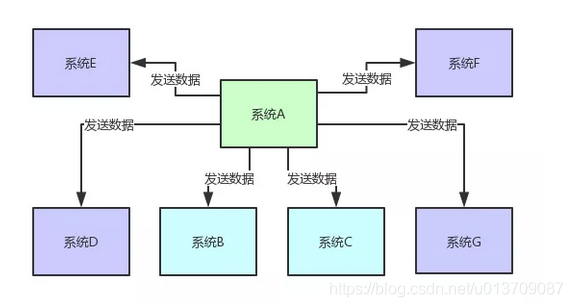 系统E
系统F
发送数据
发送数据
系统A
发送数据
发送数据
发送数据
发送数据
系统D
系统B
系统C
系统G
https://blog.csdn.net/u013709087